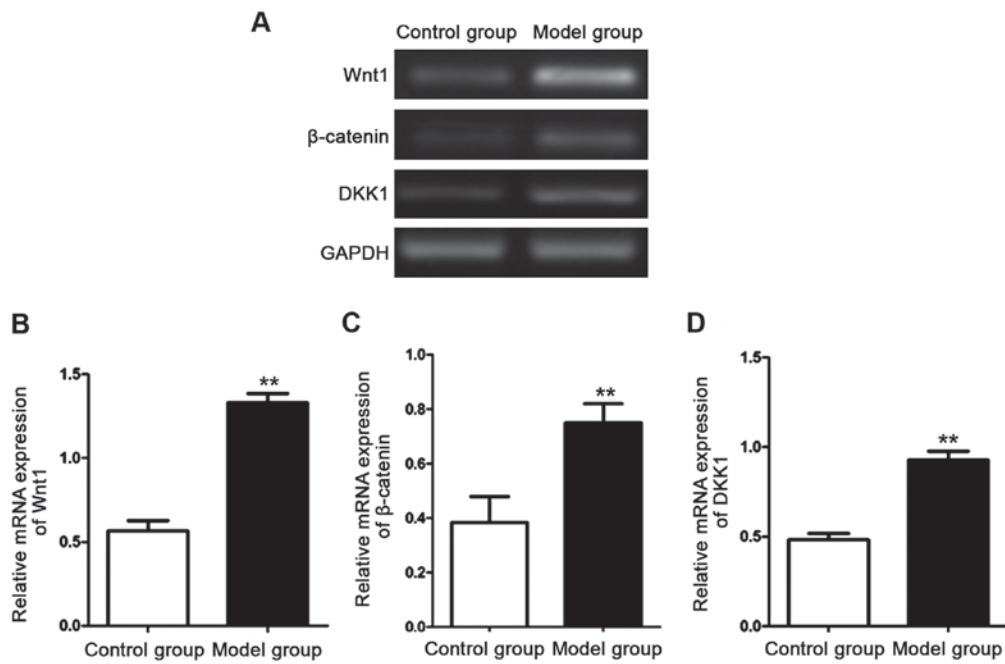 A
Control group Model group
Wnt1
β-catenin
DKK1
GAPDH
B
Relative mRNA expression
of Wnt1
1.5
1.0
0.5
0.0
**
Control group Model group
C
Relative mRNA expression
of β-catenin
1.0
0.8
0.6
0.4
0.2
0.0
**
Control group Model group
D
Relative mRNA expression
of DKK1
1.5
1.0
0.5
0.0
**
Control group Model group